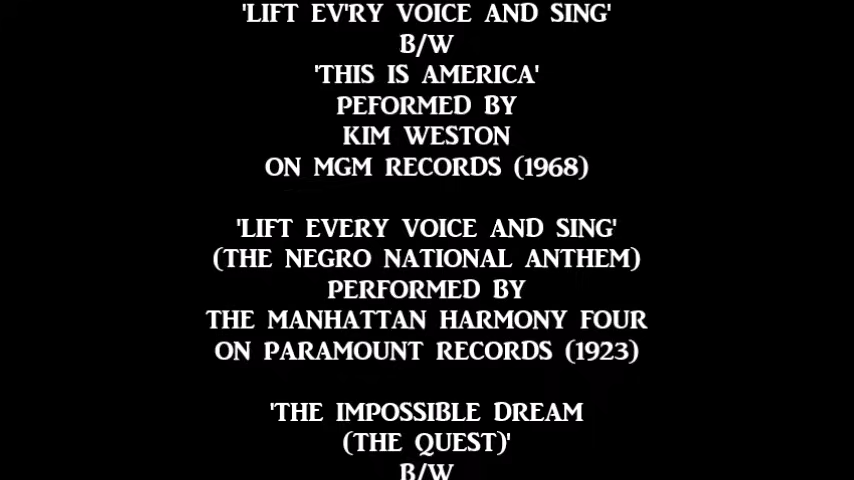 'LIFT EV'RY VOICE AND SING'
B/W
'THIS IS AMERICA'
PEFORMED BY
KIM WESTON
ON MGM RECORDS (1968)
'LIFT EVERY VOICE AND SING'
(THE NEGRO NATIONAL ANTHEM)
PERFORMED BY
THE MANHATTAN HARMONY FOUR
ON PARAMOUNT RECORDS (1923)
'THE IMPOSSIBLE DREAM
(THE QUEST)'
B/W